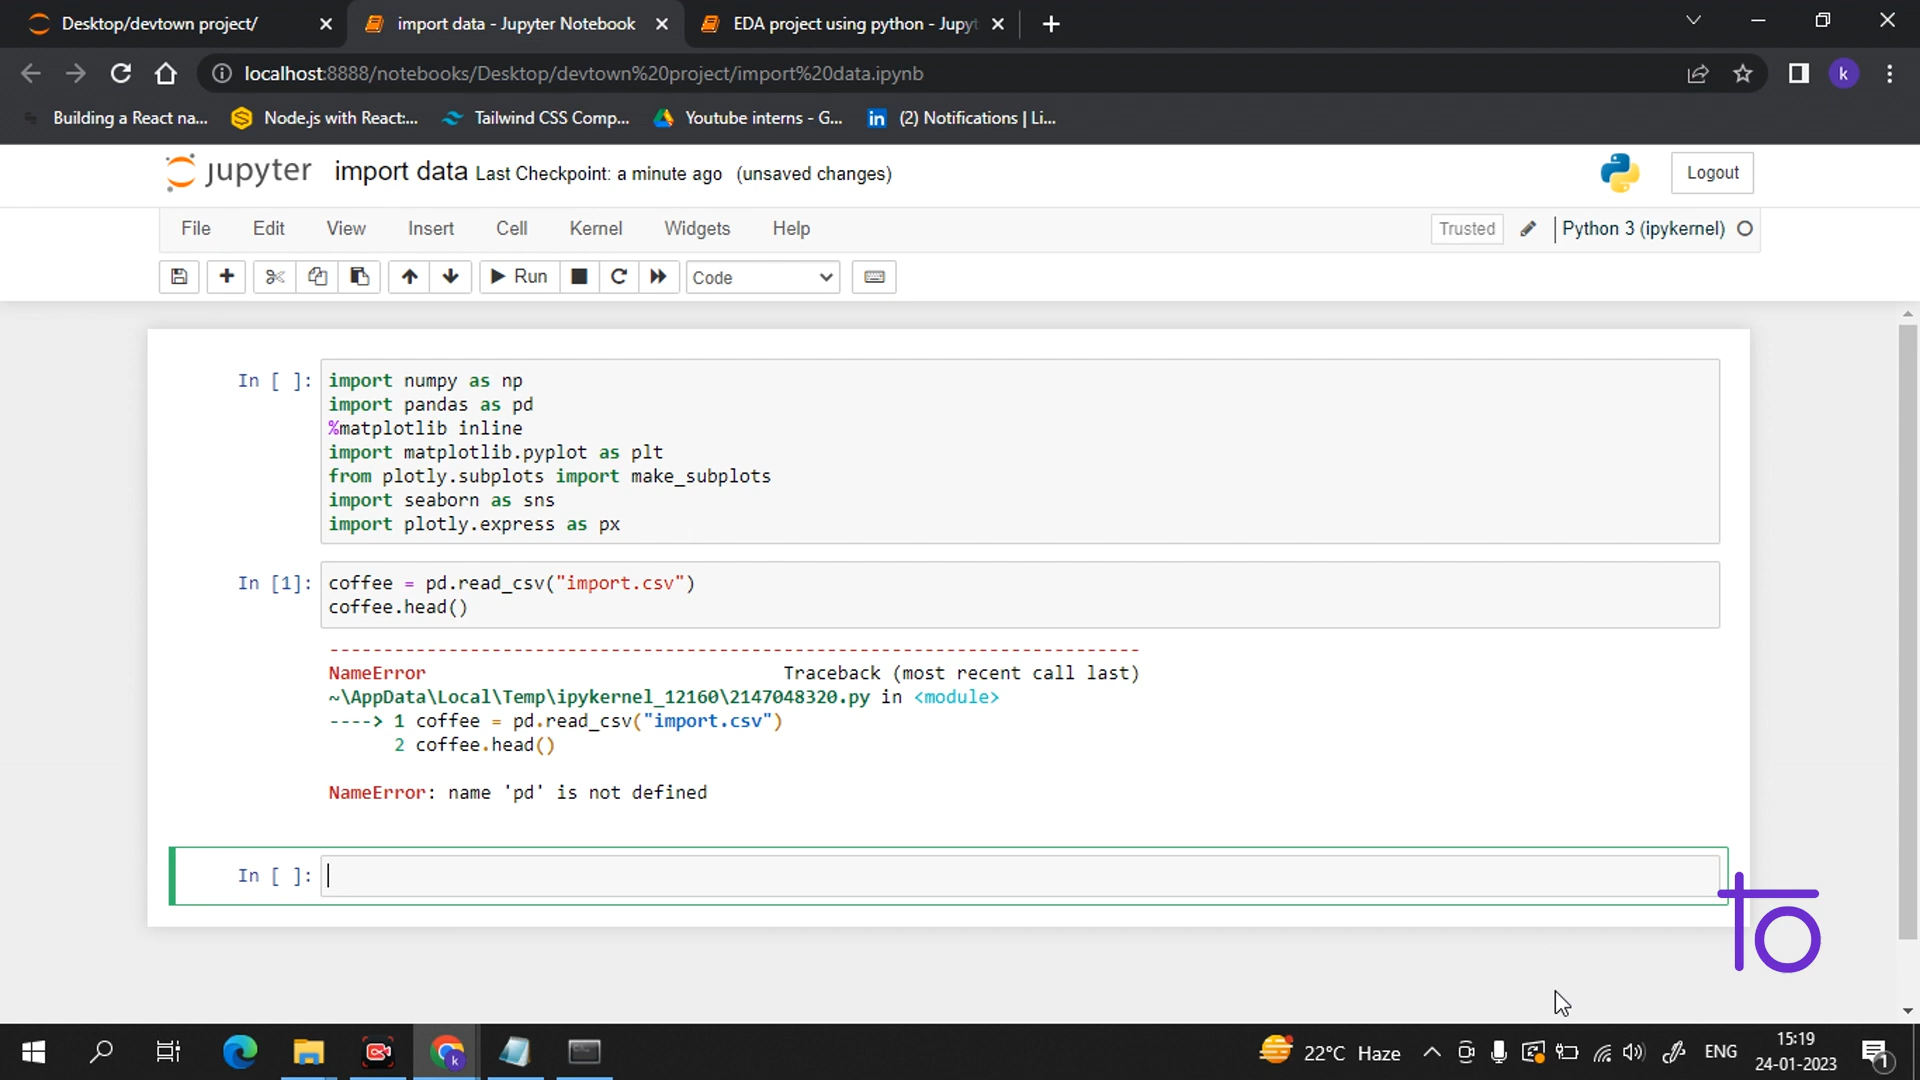 Desktop/devtown project/
import data - Jupyter Notebook
EDA project using python - Jupyt
localhost:8888/notebooks/Desktop/devtown%20project/import%20data.ipynb
k
Building a React na...
Node.js with React:...
Tailwind CSS Comp...
Youtube interns - G...
(2) Notifications | Li...
jupyter import data Last Checkpoint: a minute ago (unsaved changes)
Logout
File Edit View Insert Cell Kernel Widgets Help
Trusted
Python 3 (ipykernel)
Run
Code
In [ ]: import numpy as np
import pandas as pd
%matplotlib inline
import matplotlib.pyplot as plt
from plotly.subplots import make_subplots
import seaborn as sns
import plotly.express as px
In [1]: coffee = pd.read_csv("import.csv")
coffee.head()
---------------------------------------------------------------------------
NameError Traceback (most recent call last)
~\AppData\Local\Temp\ipykernel_12160\2147048320.py in <module>
----> 1 coffee = pd.read_csv("import.csv")
2 coffee.head()
NameError: name 'pd' is not defined
In [ ]:
22°C Haze
ENG
15:19
24-01-2023
1